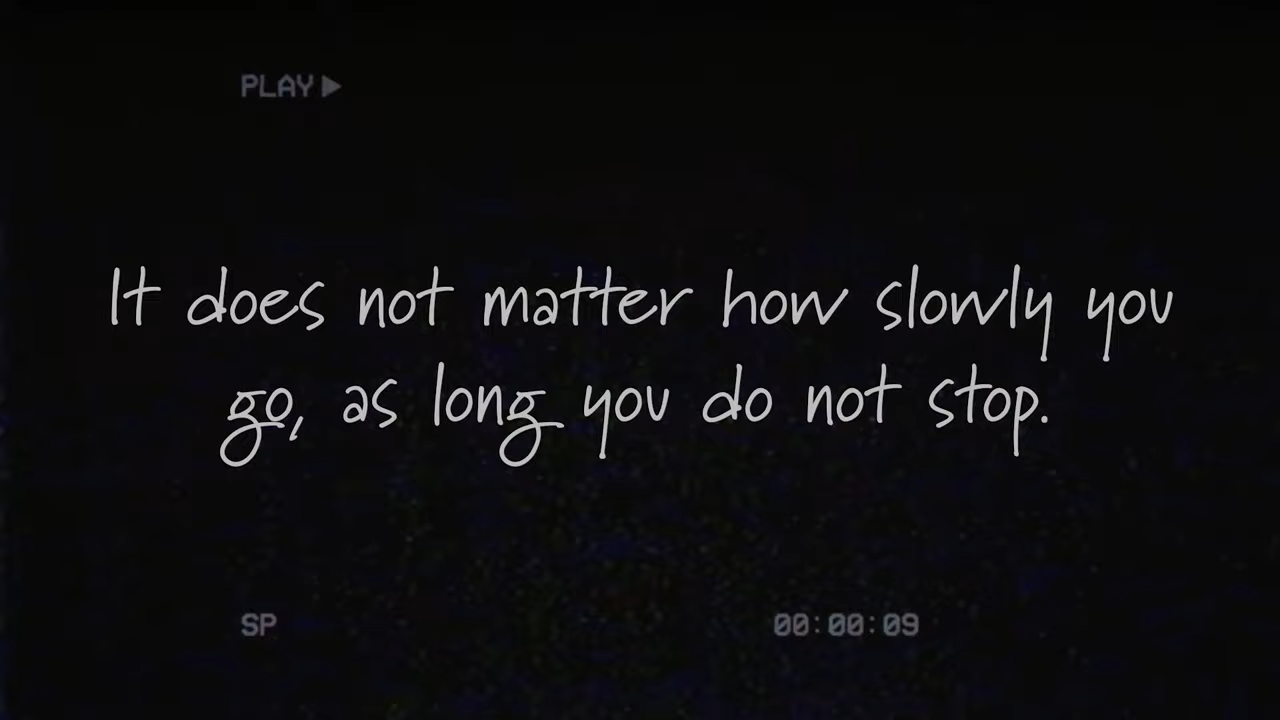 PLAY▶
It does not matter how slowly you
go, as long you do not stop.
SP
00:00:09